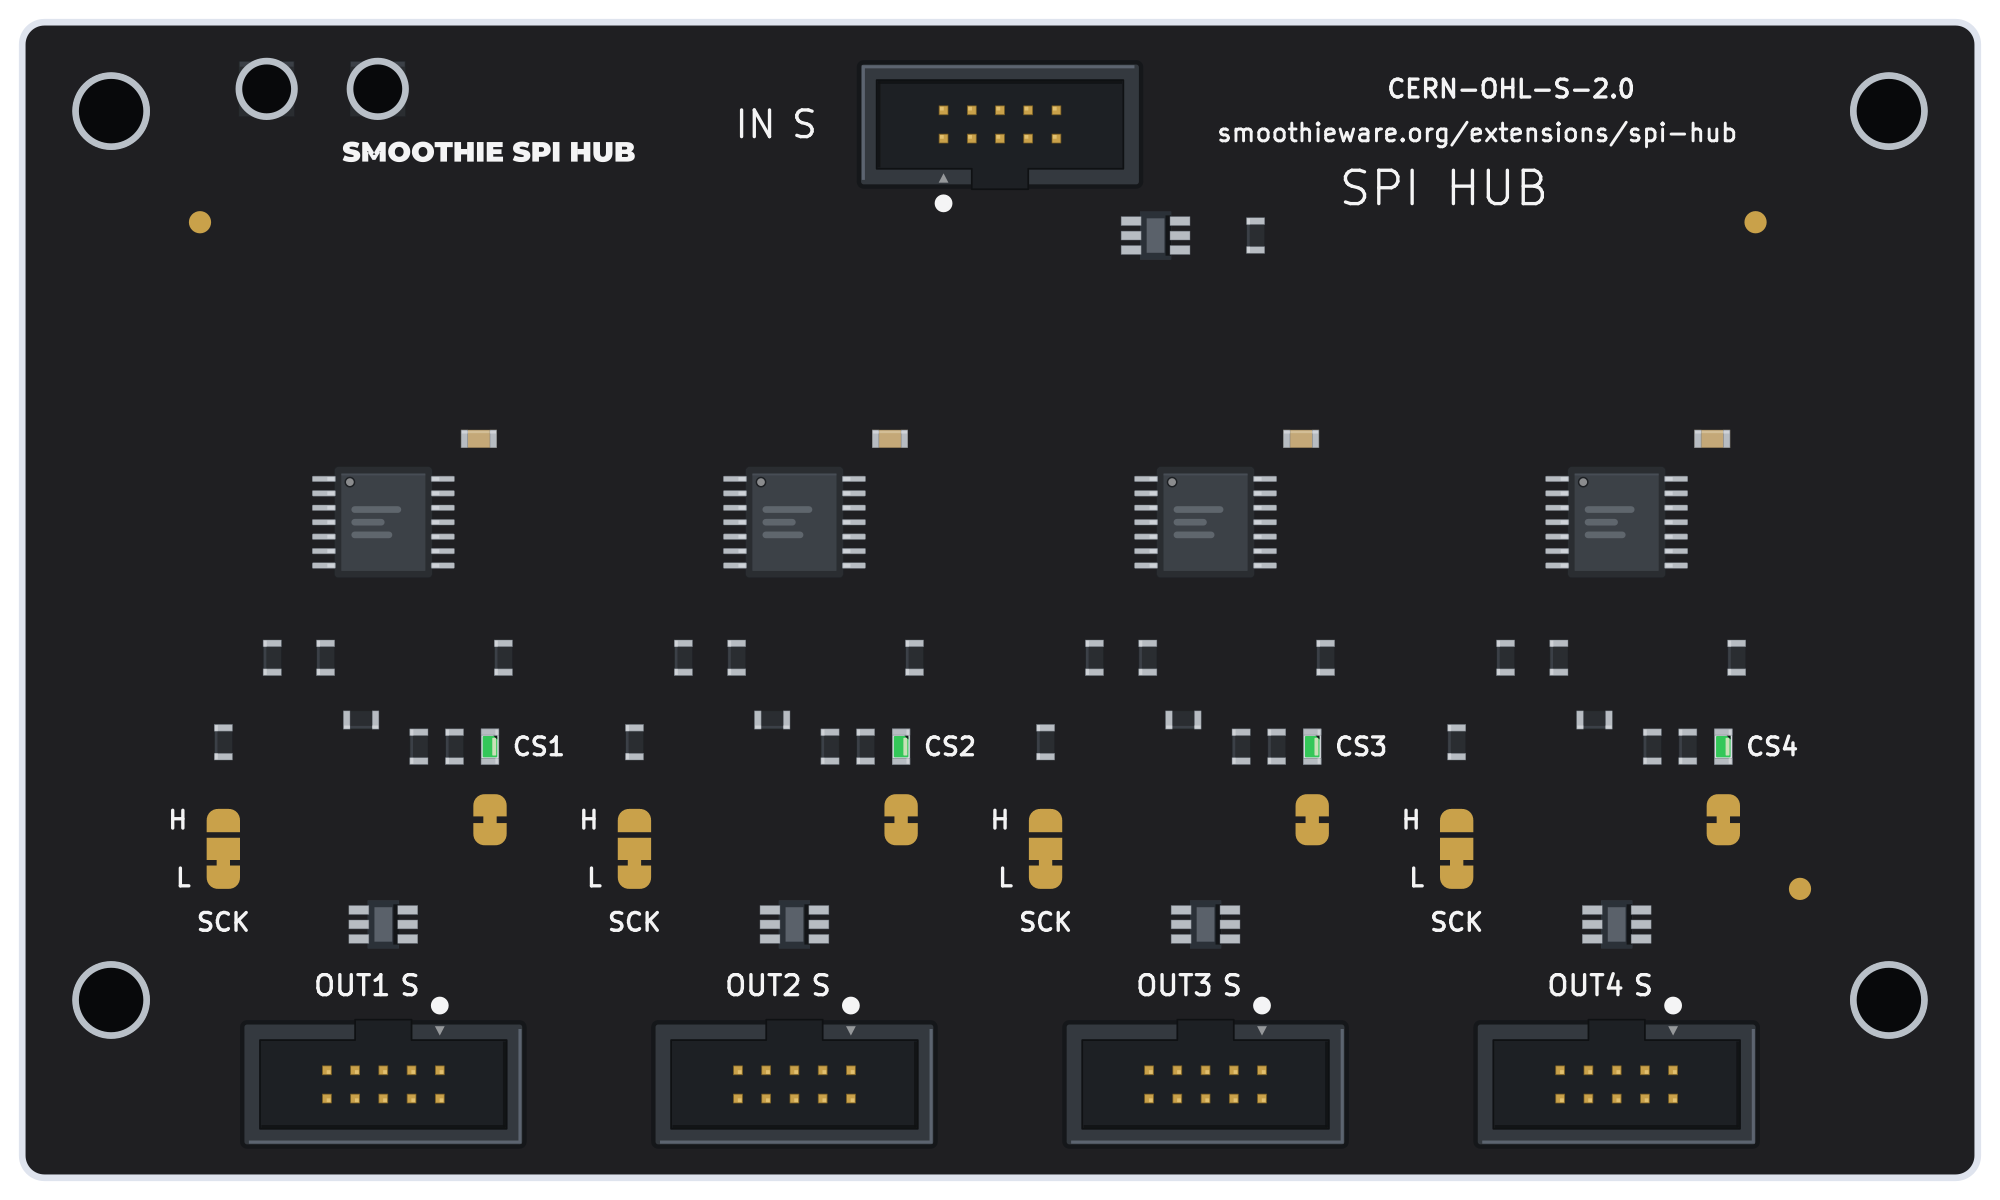 CERN-OHL-S-2.0
IN S
smoothieware.org/extensions/spi-hub
SMOOTHIE SPI HUB
SPI HUB
CS1
CS2
CS3
CS4
H
H
H
H
L
L
L
L
SCK
SCK
SCK
SCK
OUT1 S
OUT2 S
OUT3 S
OUT4 S